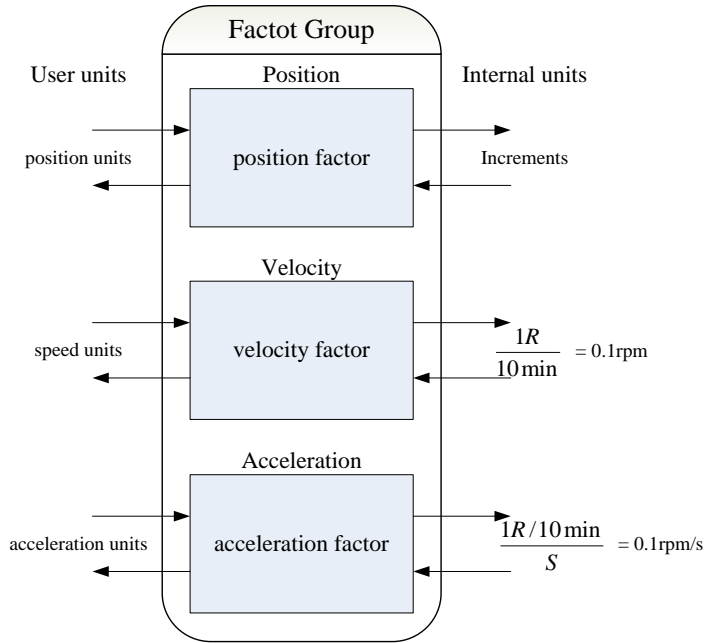 Factot Group
User units
Position
Internal units
position units
position factor
Increments
Velocity
speed units
velocity factor
1R
10 min
= 0.1rpm
Acceleration
acceleration units
acceleration factor
1R / 10 min
S
= 0.1rpm/s